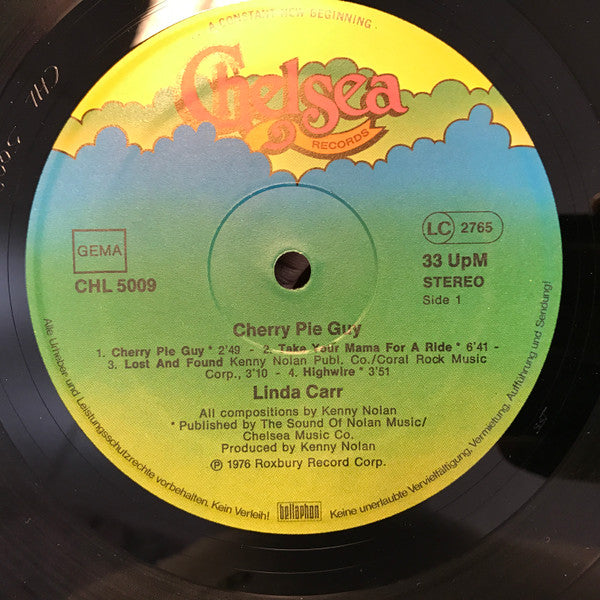 A CONSTANT NEW BEGINNING.
Chelsea
RECORDS
GEMA
CHL 5009
LC 2765
33 UpM
STEREO
Side 1
Cherry Pie Guy
1. Cherry Pie Guy * 2'49 - 2. Take Your Mama For A Ride * 6'41 -
3. Lost And Found Kenny Nolan Publ. Co./Coral Rock Music
Corp., 3'10 - 4. Highwire * 3'51
Linda Carr
All compositions by Kenny Nolan
* Published by The Sound Of Nolan Music/
Chelsea Music Co.
Produced by Kenny Nolan
℗ 1976 Roxbury Record Corp.
Alle Urheber- und Leistungsschutzrechte vorbehalten. Kein Verleih!
bellaphon
Keine unerlaubte Vervielfältigung, Vermietung, Aufführung und Sendung!
CHL